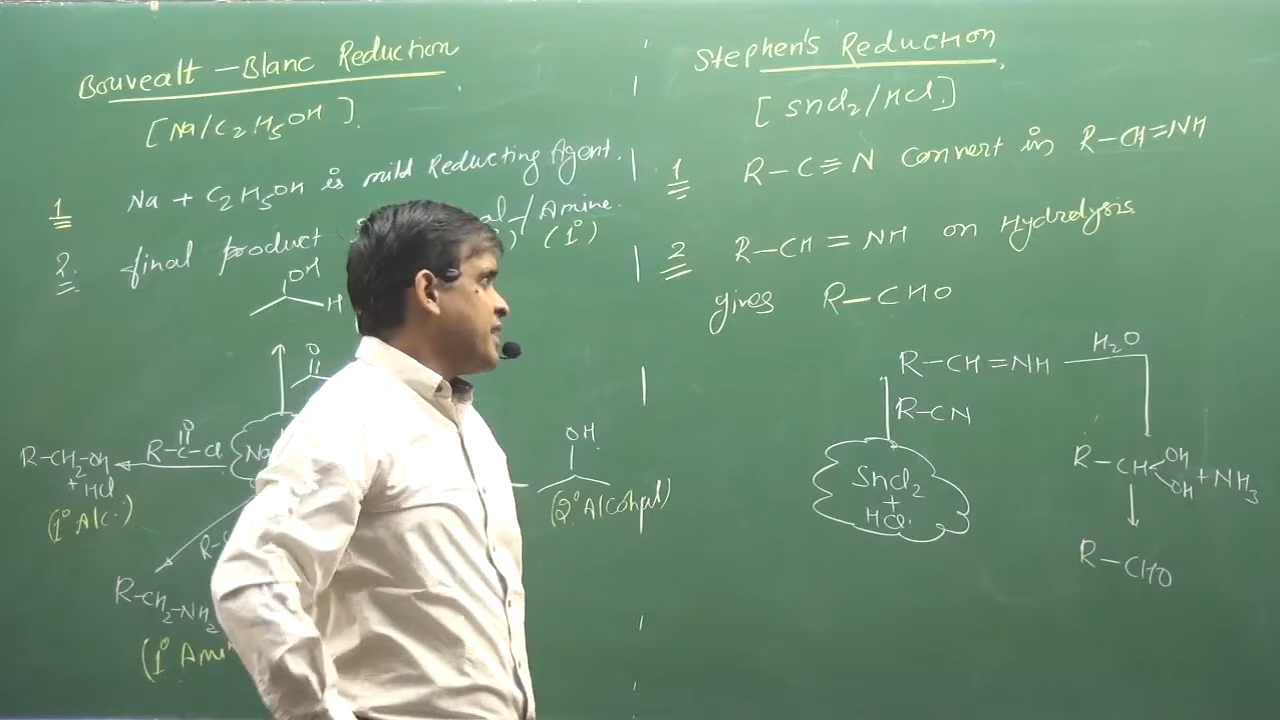 Bouvealt - Blanc Reduction
[Na/C₂H₅OH].
1 Na + C₂H₅OH is mild Reducting Agent.
2. final product /Amine.
(1°)
OH
H
O
R-C-Cl
O
R-CH₂-OH
+ HCl
(1° Alc.)
Na
R-CH₂-NH₂
(1°
OH
(2° Alcohol)
Stephen's Reduction
[SnCl₂/HCl]
1 R-C≡N Convert in R-CH=NH
2 R-CH=NH on Hydrolysis
gives R-CHO
R-CH=NH H₂O
R-CN
SnCl₂
+
HCl.
R-CH OH OH + NH₃
R-CHO